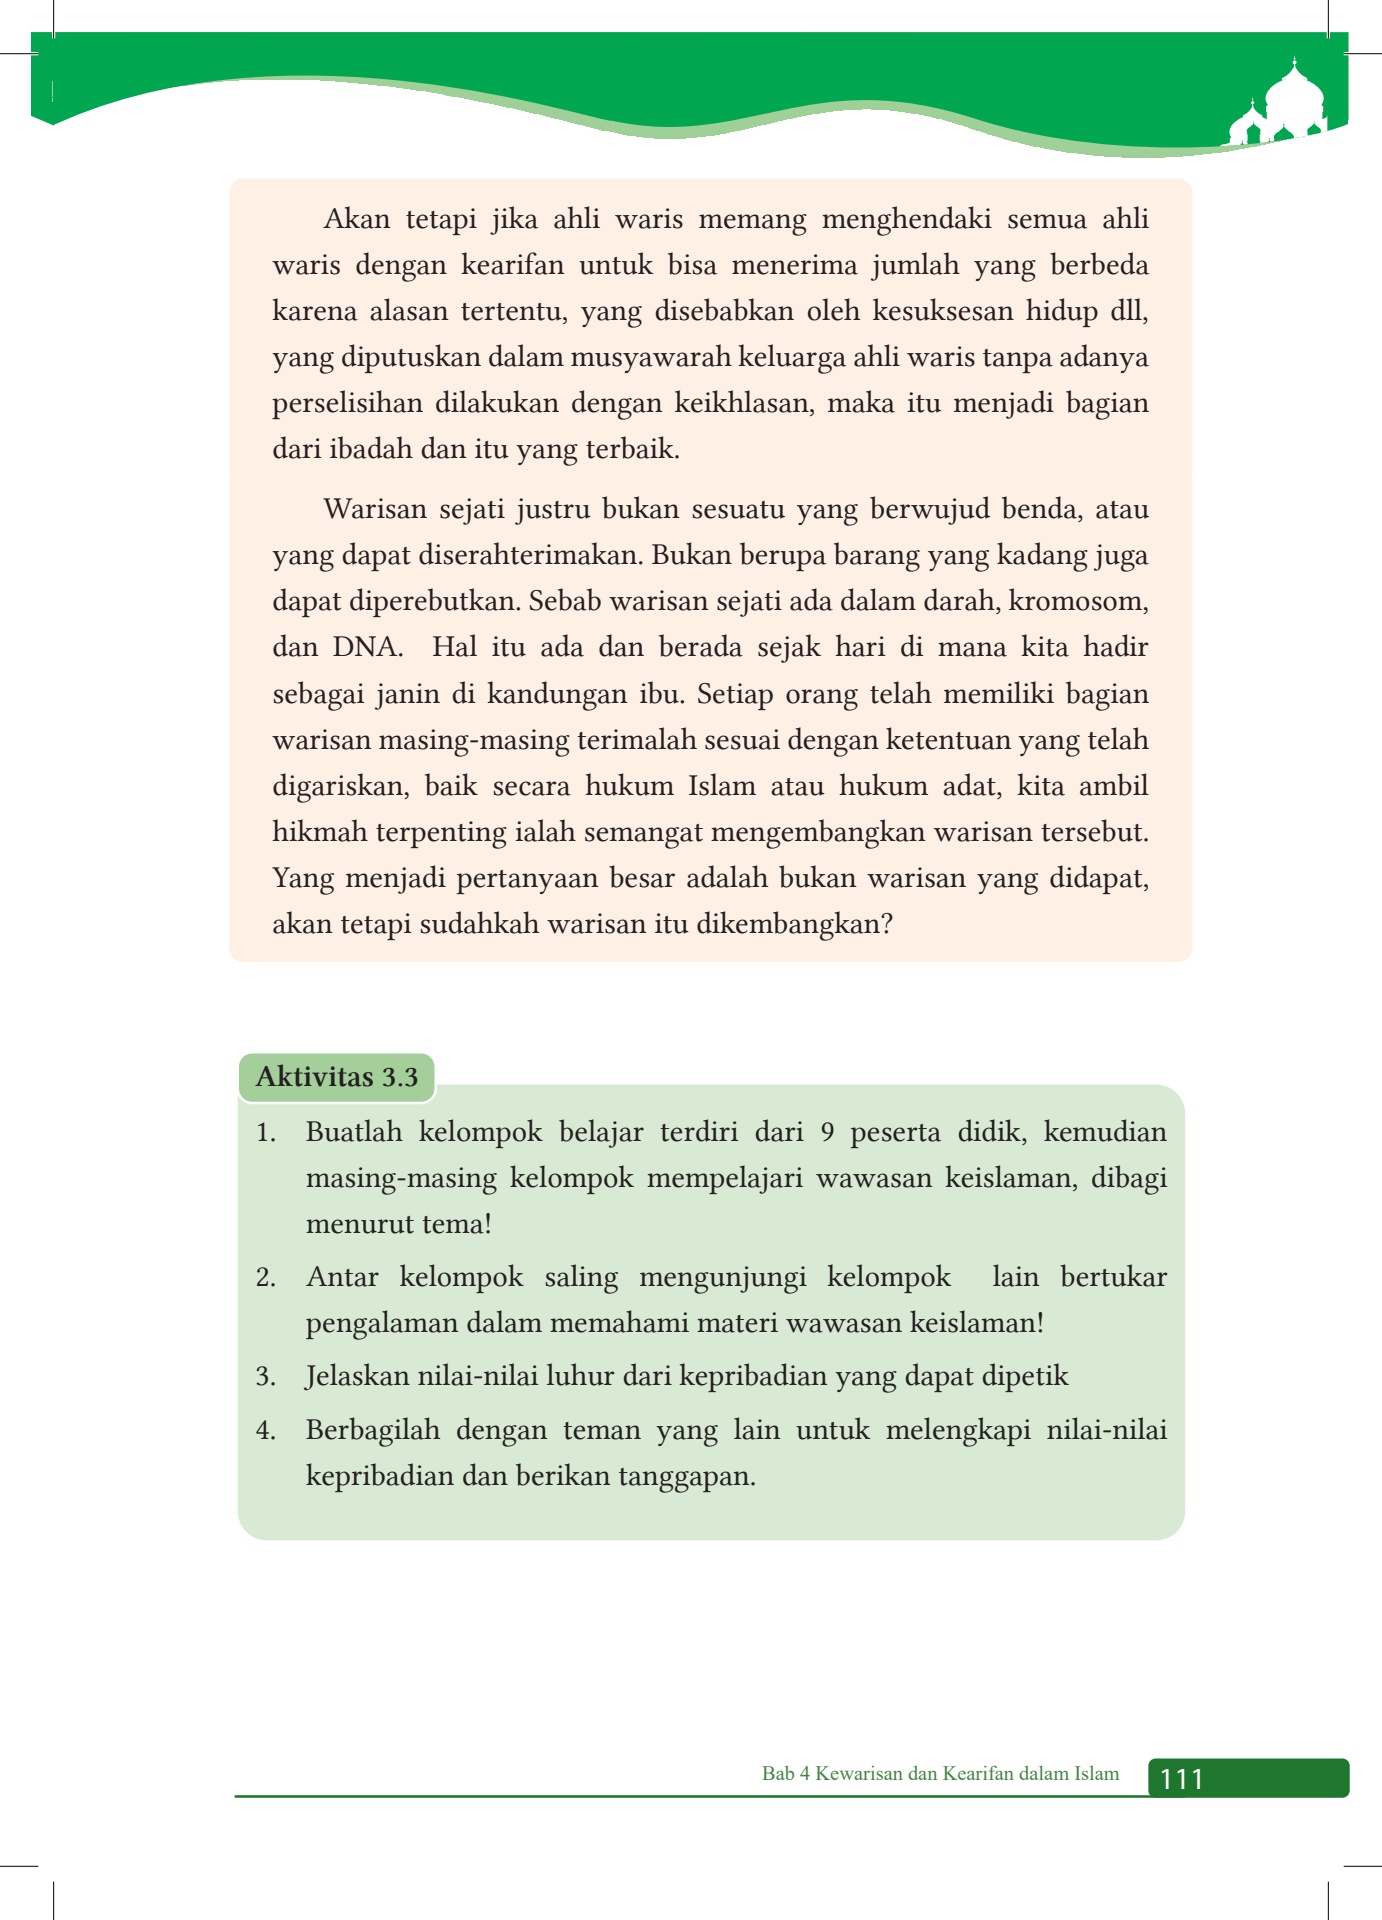 Akan tetapi jika ahli waris memang menghendaki semua ahli
waris dengan kearifan untuk bisa menerima jumlah yang berbeda
karena alasan tertentu, yang disebabkan oleh kesuksesan hidup dll,
yang diputuskan dalam musyawarah keluarga ahli waris tanpa adanya
perselisihan dilakukan dengan keikhlasan, maka itu menjadi bagian
dari ibadah dan itu yang terbaik.
Warisan sejati justru bukan sesuatu yang berwujud benda, atau
yang dapat diserahterimakan. Bukan berupa barang yang kadang juga
dapat diperebutkan. Sebab warisan sejati ada dalam darah, kromosom,
dan DNA. Hal itu ada dan berada sejak hari di mana kita hadir
sebagai janin di kandungan ibu. Setiap orang telah memiliki bagian
warisan masing-masing terimalah sesuai dengan ketentuan yang telah
digariskan, baik secara hukum Islam atau hukum adat, kita ambil
hikmah terpenting ialah semangat mengembangkan warisan tersebut.
Yang menjadi pertanyaan besar adalah bukan warisan yang didapat,
akan tetapi sudahkah warisan itu dikembangkan?
Aktivitas 3.3
1. Buatlah kelompok belajar terdiri dari 9 peserta didik, kemudian
masing-masing kelompok mempelajari wawasan keislaman, dibagi
menurut tema!
2. Antar kelompok saling mengunjungi kelompok lain bertukar
pengalaman dalam memahami materi wawasan keislaman!
3. Jelaskan nilai-nilai luhur dari kepribadian yang dapat dipetik
4. Berbagilah dengan teman yang lain untuk melengkapi nilai-nilai
kepribadian dan berikan tanggapan.
Bab 4 Kewarisan dan Kearifan dalam Islam 111